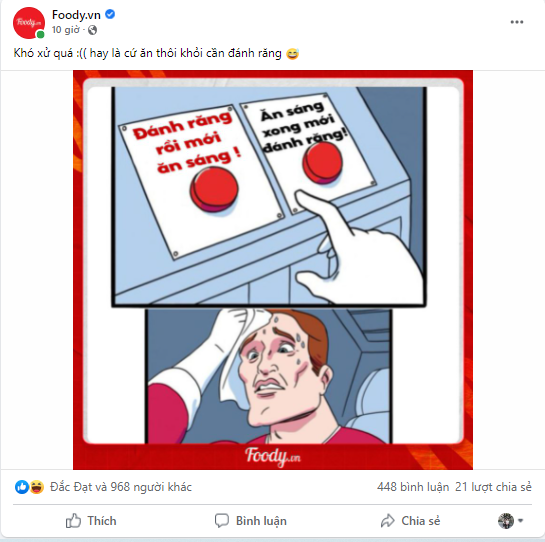 Foody.vn
Foody.vn
10 giờ ·
Khó xử quá :(( hay là cứ ăn thôi khỏi cần đánh răng 😅
Đánh răng
rồi mới
ăn sáng !
Ăn sáng
xong mới
đánh răng!
Foody.vn
Đắc Đạt và 968 người khác
448 bình luận 21 lượt chia sẻ
Thích
Bình luận
Chia sẻ